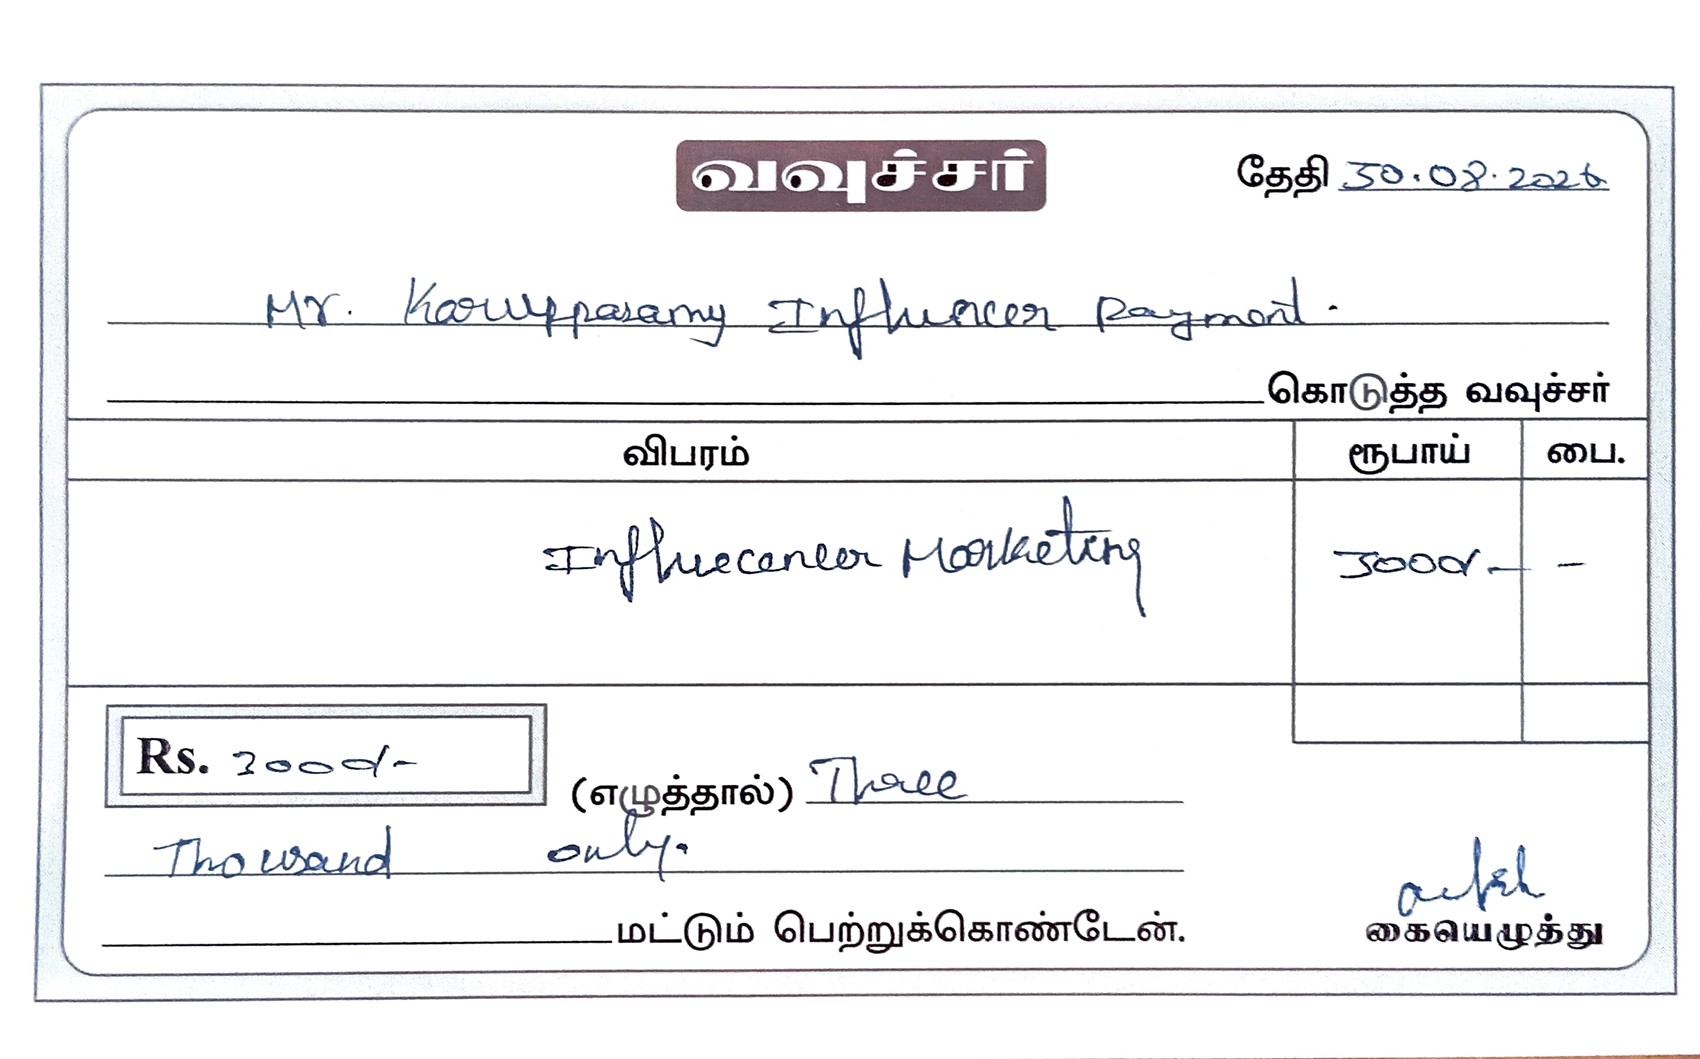 வவுச்சர்
தேதி 30.08.2026
Mr. Karuppasamy Influencer Payment.
கொடுத்த வவுச்சர்
விபரம் ரூபாய் பை.
Influecencer Marketing 3000/- -
Rs. 3000/-
(எழுத்தால்) Three
Thousand only.
மட்டும் பெற்றுக்கொண்டேன். கையெழுத்து